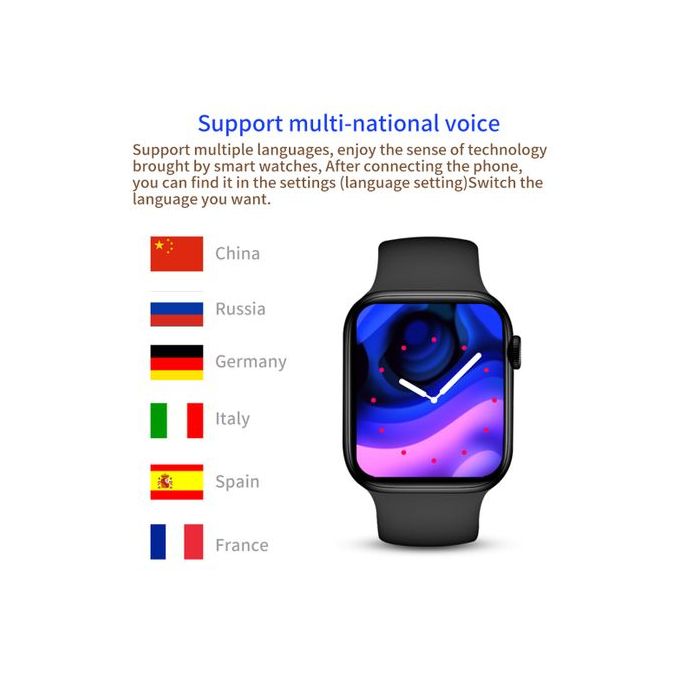 Support multi-national voice
Support multiple languages, enjoy the sense of technology
brought by smart watches, After connecting the phone,
you can find it in the settings (language setting)Switch the
language you want.
China
Russia
Germany
Italy
Spain
France